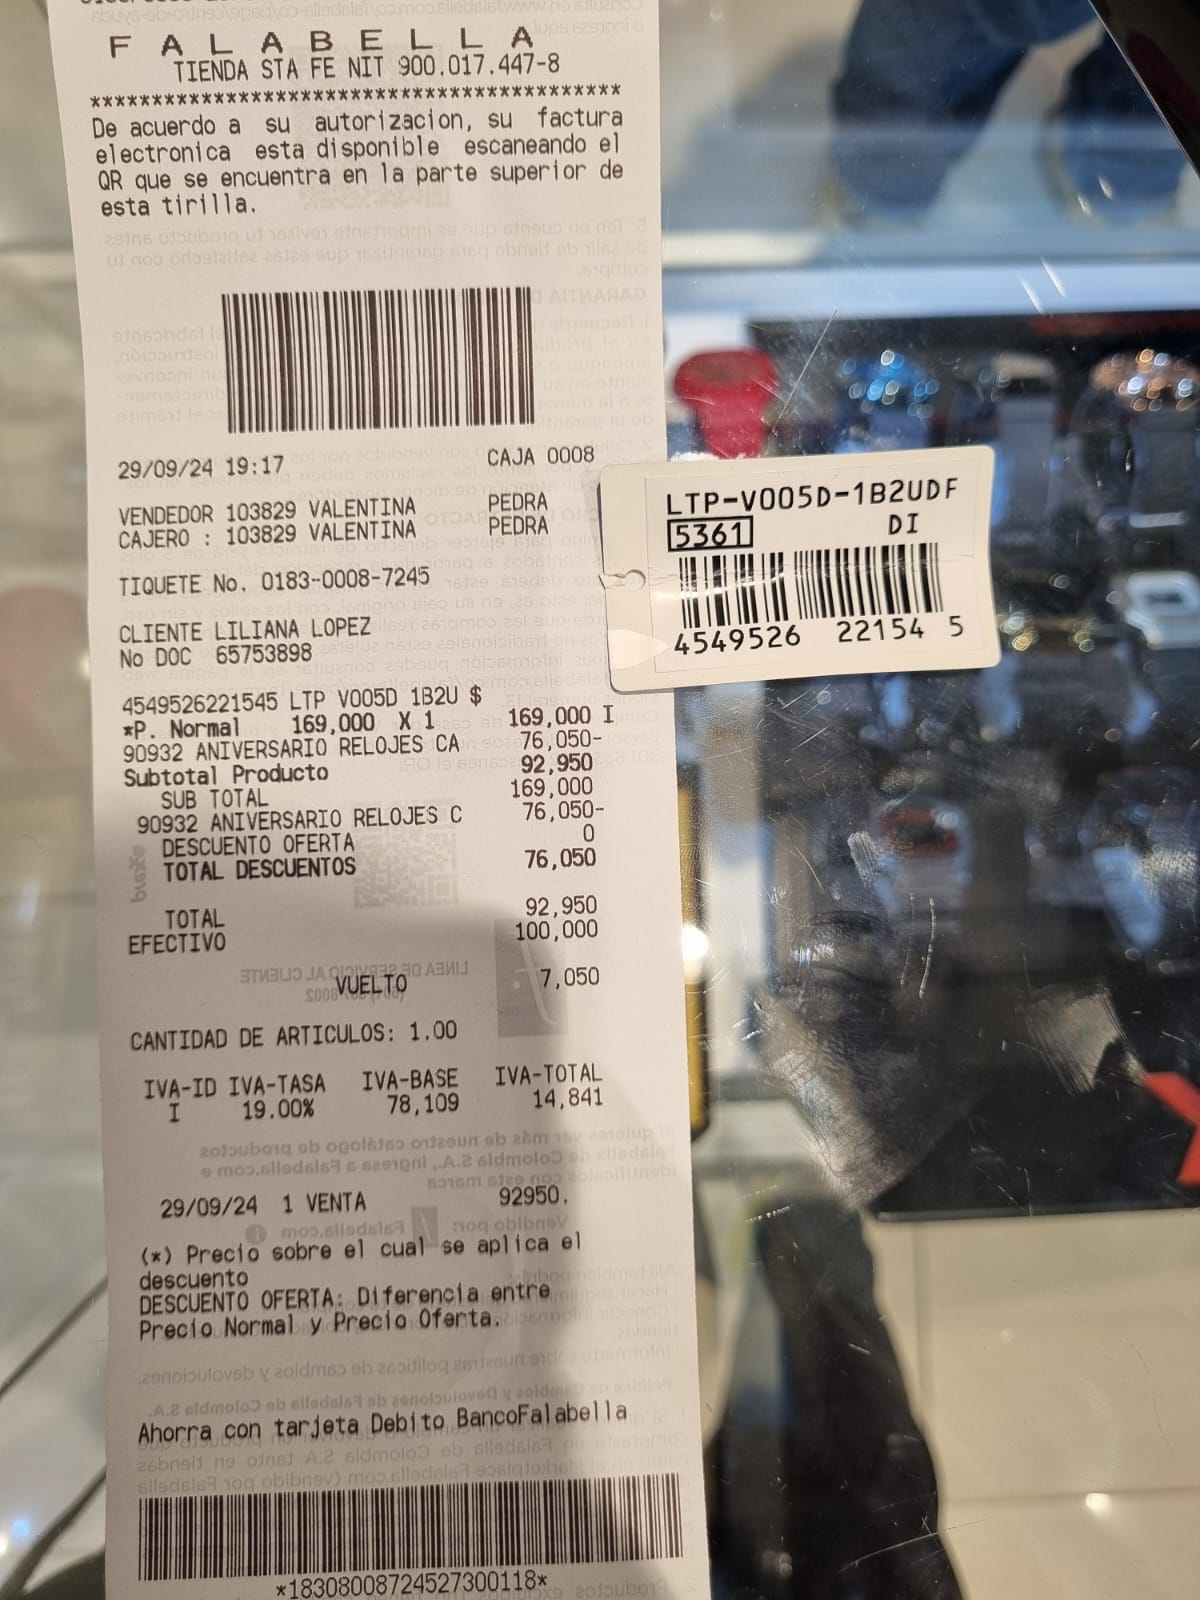 F A L A B E L L A
TIENDA STA FE NIT 900.017.447-8
*******************************************
De acuerdo a su autorizacion, su factura
electronica esta disponible escaneando el
QR que se encuentra en la parte superior de
esta tirilla.
29/09/24 19:17 CAJA 0008
VENDEDOR 103829 VALENTINA PEDRA
CAJERO : 103829 VALENTINA PEDRA
TIQUETE No. 0183-0008-7245
CLIENTE LILIANA LOPEZ
No DOC 65753898
4549526221545 LTP V005D 1B2U $
*P. Normal 169,000 X 1 169,000 I
90932 ANIVERSARIO RELOJES CA 76,050-
Subtotal Producto 92,950
SUB TOTAL 169,000
90932 ANIVERSARIO RELOJES C 76,050-
DESCUENTO OFERTA 0
TOTAL DESCUENTOS 76,050
TOTAL 92,950
EFECTIVO 100,000
VUELTO 7,050
CANTIDAD DE ARTICULOS: 1.00
IVA-ID IVA-TASA IVA-BASE IVA-TOTAL
I 19.00% 78,109 14,841
29/09/24 1 VENTA 92950.
(*) Precio sobre el cual se aplica el
descuento
DESCUENTO OFERTA: Diferencia entre
Precio Normal y Precio Oferta.
Ahorra con tarjeta Debito BancoFalabella
*18308008724527300118*
LTP-V005D-1B2UDF
5361 DI
4549526 22154 5